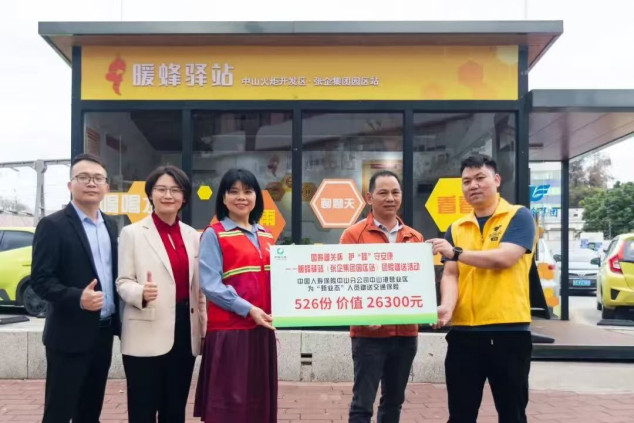 暖蜂驿站 中山火炬开发区·张企集团园区站
聊聊天
国寿暖关怀 护"蜂"守安康
——暖蜂驿站(张企集团园区站)保险赠送活动
中国人寿保险中山分公司中山港营业区
为"新业态"人员赠送交通保险
526份 价值 26300元